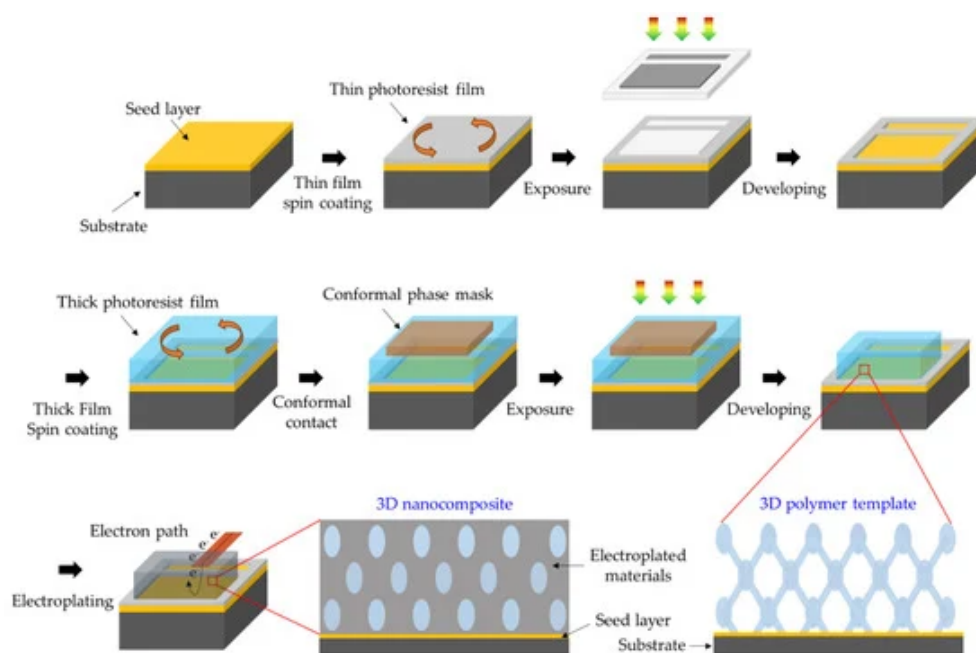 Seed layer
Substrate
Thin film
spin coating
Thin photoresist film
Exposure
Developing
Thick Film
Spin coating
Thick photoresist film
Conformal
contact
Conformal phase mask
Exposure
Developing
Electroplating
Electron path
e-
e-
e-
e-
3D nanocomposite
Electroplated
materials
Seed layer
Substrate
3D polymer template